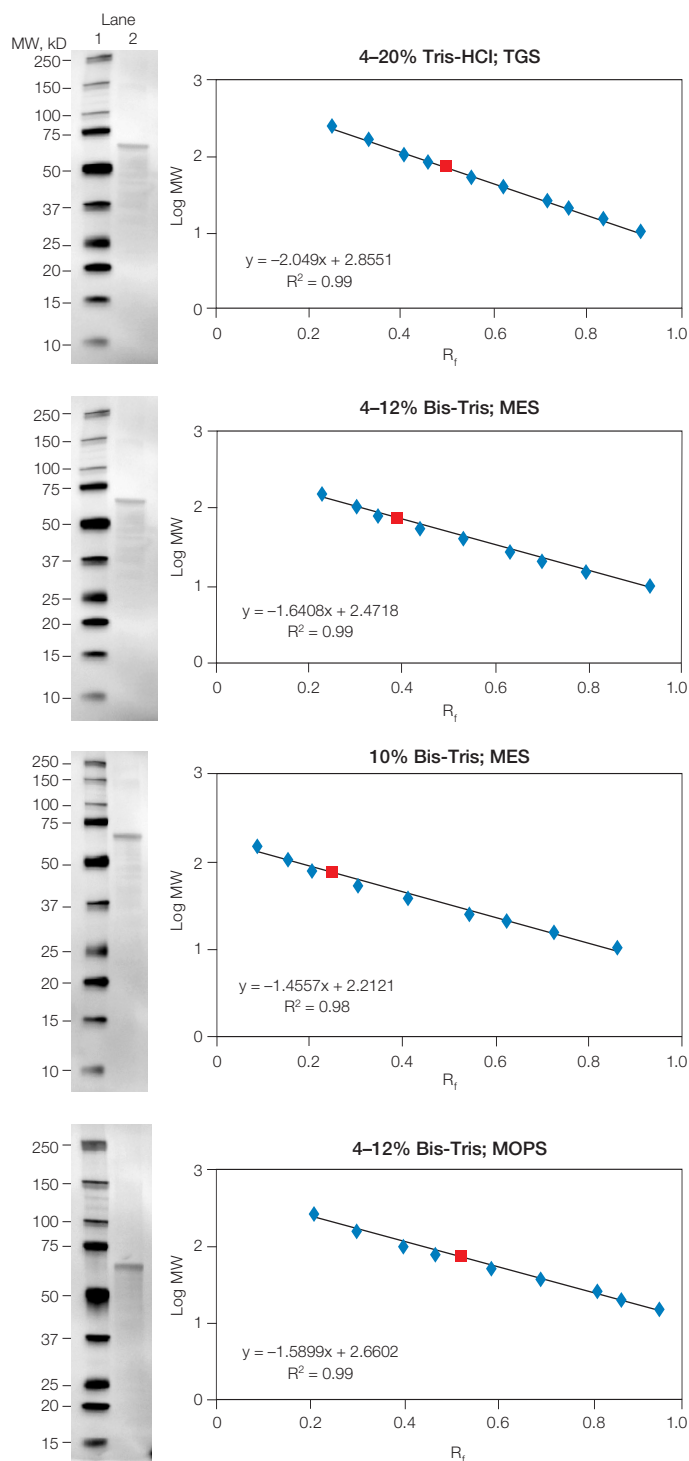 Lane
MW, kD 1 2
250
150
100
75
50
37
25
20
15
10
4–20% Tris-HCl; TGS
3
2
1
0
Log MW
y = –2.049x + 2.8551
R² = 0.99
0 0.2 0.4 0.6 0.8 1.0
Rf
250
150
100
75
50
37
25
20
15
10
4–12% Bis-Tris; MES
3
2
1
0
Log MW
y = –1.6408x + 2.4718
R² = 0.99
0 0.2 0.4 0.6 0.8 1.0
Rf
250
150
100
75
50
37
25
20
15
10
10% Bis-Tris; MES
3
2
1
0
Log MW
y = –1.4557x + 2.2121
R² = 0.98
0 0.2 0.4 0.6 0.8 1.0
Rf
250
150
100
75
50
37
25
20
15
4–12% Bis-Tris; MOPS
3
2
1
0
Log MW
y = –1.5899x + 2.6602
R² = 0.99
0 0.2 0.4 0.6 0.8 1.0
Rf